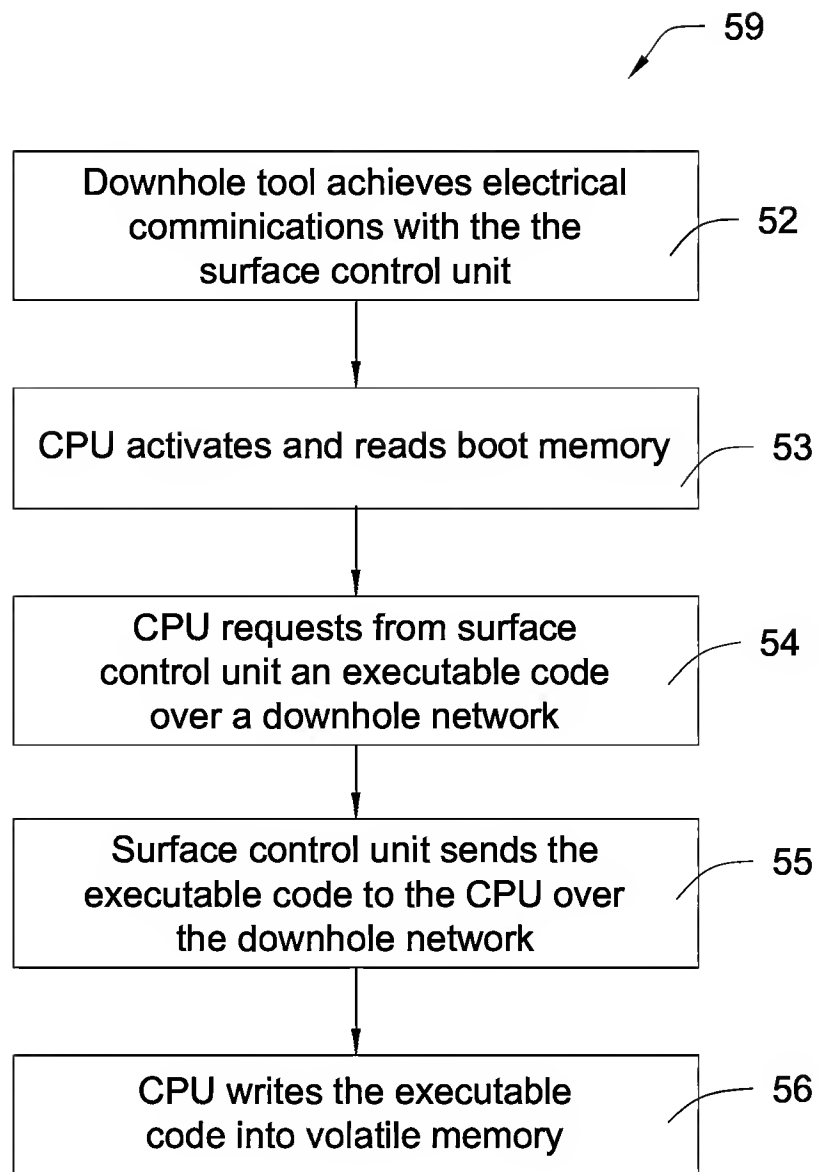 59
Downhole tool achieves electrical
comminications with the the
surface control unit
52
CPU activates and reads boot memory
53
CPU requests from surface
control unit an executable code
over a downhole network
54
Surface control unit sends the
executable code to the CPU over
the downhole network
55
CPU writes the executable
code into volatile memory
56